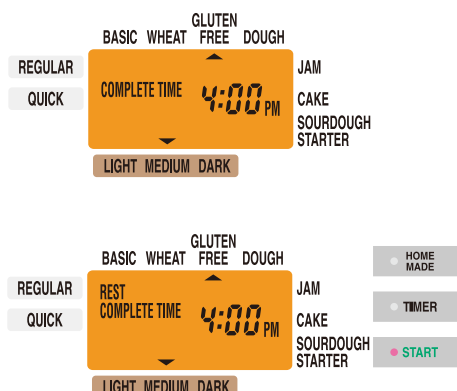 GLUTEN
BASIC WHEAT FREE DOUGH
REGULAR
JAM
COMPLETE TIME 4:00 PM
QUICK
CAKE
SOURDOUGH
STARTER
LIGHT MEDIUM DARK
GLUTEN
BASIC WHEAT FREE DOUGH
HOME
MADE
REGULAR
REST
JAM
COMPLETE TIME 4:00 PM
TIMER
QUICK
CAKE
SOURDOUGH
STARTER
START
LIGHT MEDIUM DARK